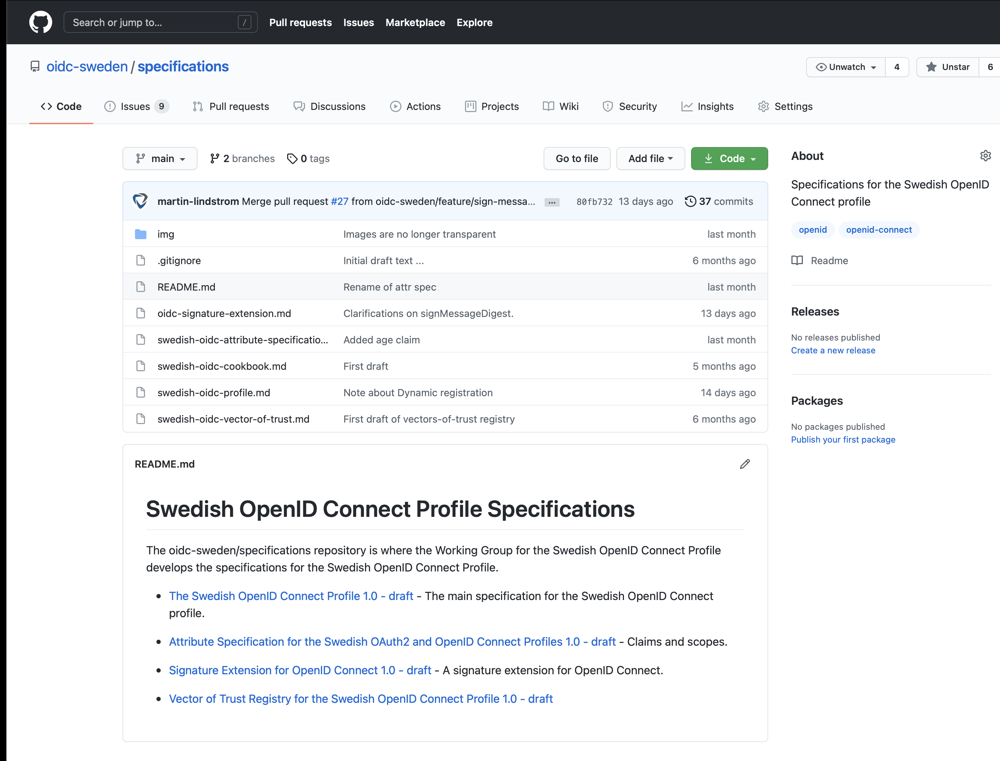 Search or jump to... /
Pull requests Issues Marketplace Explore
oidc-sweden / specifications
Unwatch 4
Unstar 6
Code
Issues 9
Pull requests
Discussions
Actions
Projects
Wiki
Security
Insights
Settings
main 2 branches 0 tags
Go to file Add file Code
martin-lindstrom Merge pull request #27 from oidc-sweden/feature/sign-messa... ... 80fb732 13 days ago 37 commits
img Images are no longer transparent last month
.gitignore Initial draft text ... 6 months ago
README.md Rename of attr spec last month
oidc-signature-extension.md Clarifications on signMessageDigest. 13 days ago
swedish-oidc-attribute-specificatio... Added age claim last month
swedish-oidc-cookbook.md First draft 5 months ago
swedish-oidc-profile.md Note about Dynamic registration 14 days ago
swedish-oidc-vector-of-trust.md First draft of vectors-of-trust registry 6 months ago
README.md
Swedish OpenID Connect Profile Specifications
The oidc-sweden/specifications repository is where the Working Group for the Swedish OpenID Connect Profile
develops the specifications for the Swedish OpenID Connect Profile.
• The Swedish OpenID Connect Profile 1.0 - draft - The main specification for the Swedish OpenID Connect
profile.
• Attribute Specification for the Swedish OAuth2 and OpenID Connect Profiles 1.0 - draft - Claims and scopes.
• Signature Extension for OpenID Connect 1.0 - draft - A signature extension for OpenID Connect.
• Vector of Trust Registry for the Swedish OpenID Connect Profile 1.0 - draft
About
Specifications for the Swedish OpenID
Connect profile
openid openid-connect
Readme
Releases
No releases published
Create a new release
Packages
No packages published
Publish your first package